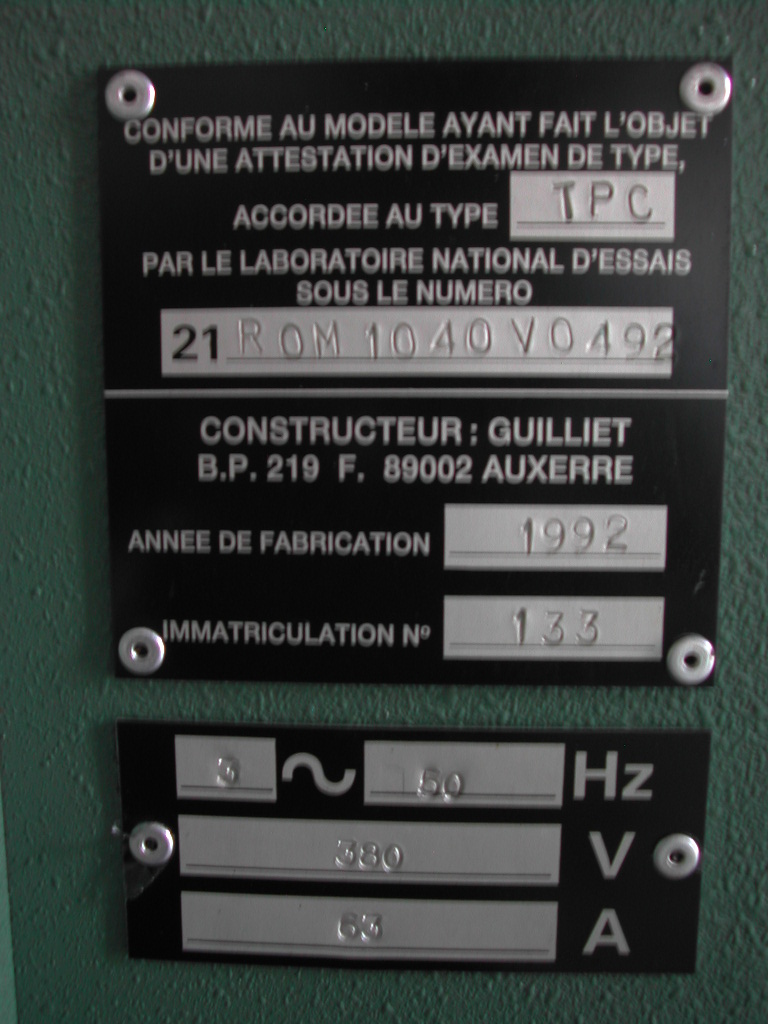 CONFORME AU MODELE AYANT FAIT L'OBJET
D'UNE ATTESTATION D'EXAMEN DE TYPE,
ACCORDEE AU TYPE TPC
PAR LE LABORATOIRE NATIONAL D'ESSAIS
SOUS LE NUMERO
21 ROM 1040 V0492
CONSTRUCTEUR : GUILLIET
B.P. 219 F. 89002 AUXERRE
ANNEE DE FABRICATION 1992
IMMATRICULATION Nº 133
3 ~ 50 Hz
380 V
63 A